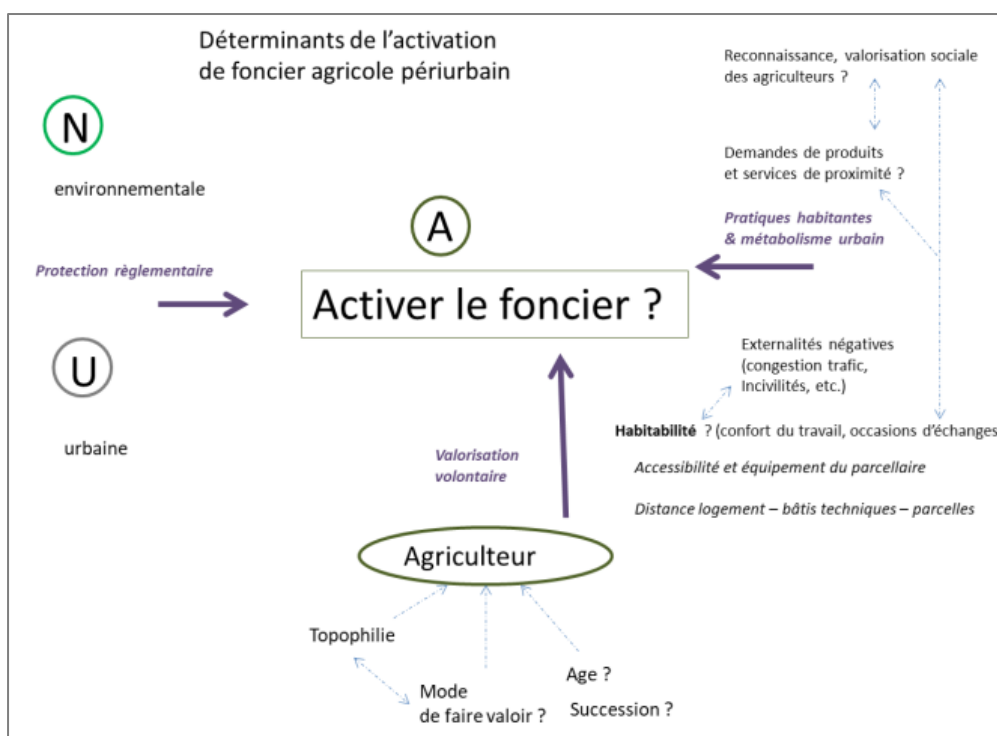 Déterminants de l'activation
de foncier agricole périurbain
N
environnementale
Protection règlementaire
U
urbaine
A
Activer le foncier ?
Reconnaissance, valorisation sociale
des agriculteurs ?
Demandes de produits
et services de proximité ?
Pratiques habitantes
& métabolisme urbain
Externalités négatives
(congestion trafic,
Incivilités, etc.)
Habitabilité ? (confort du travail, occasions d'échanges
Accessibilité et équipement du parcellaire
Distance logement – bâtis techniques – parcelles
Valorisation
volontaire
Agriculteur
Topophilie
Mode
de faire valoir ?
Age ?
Succession ?